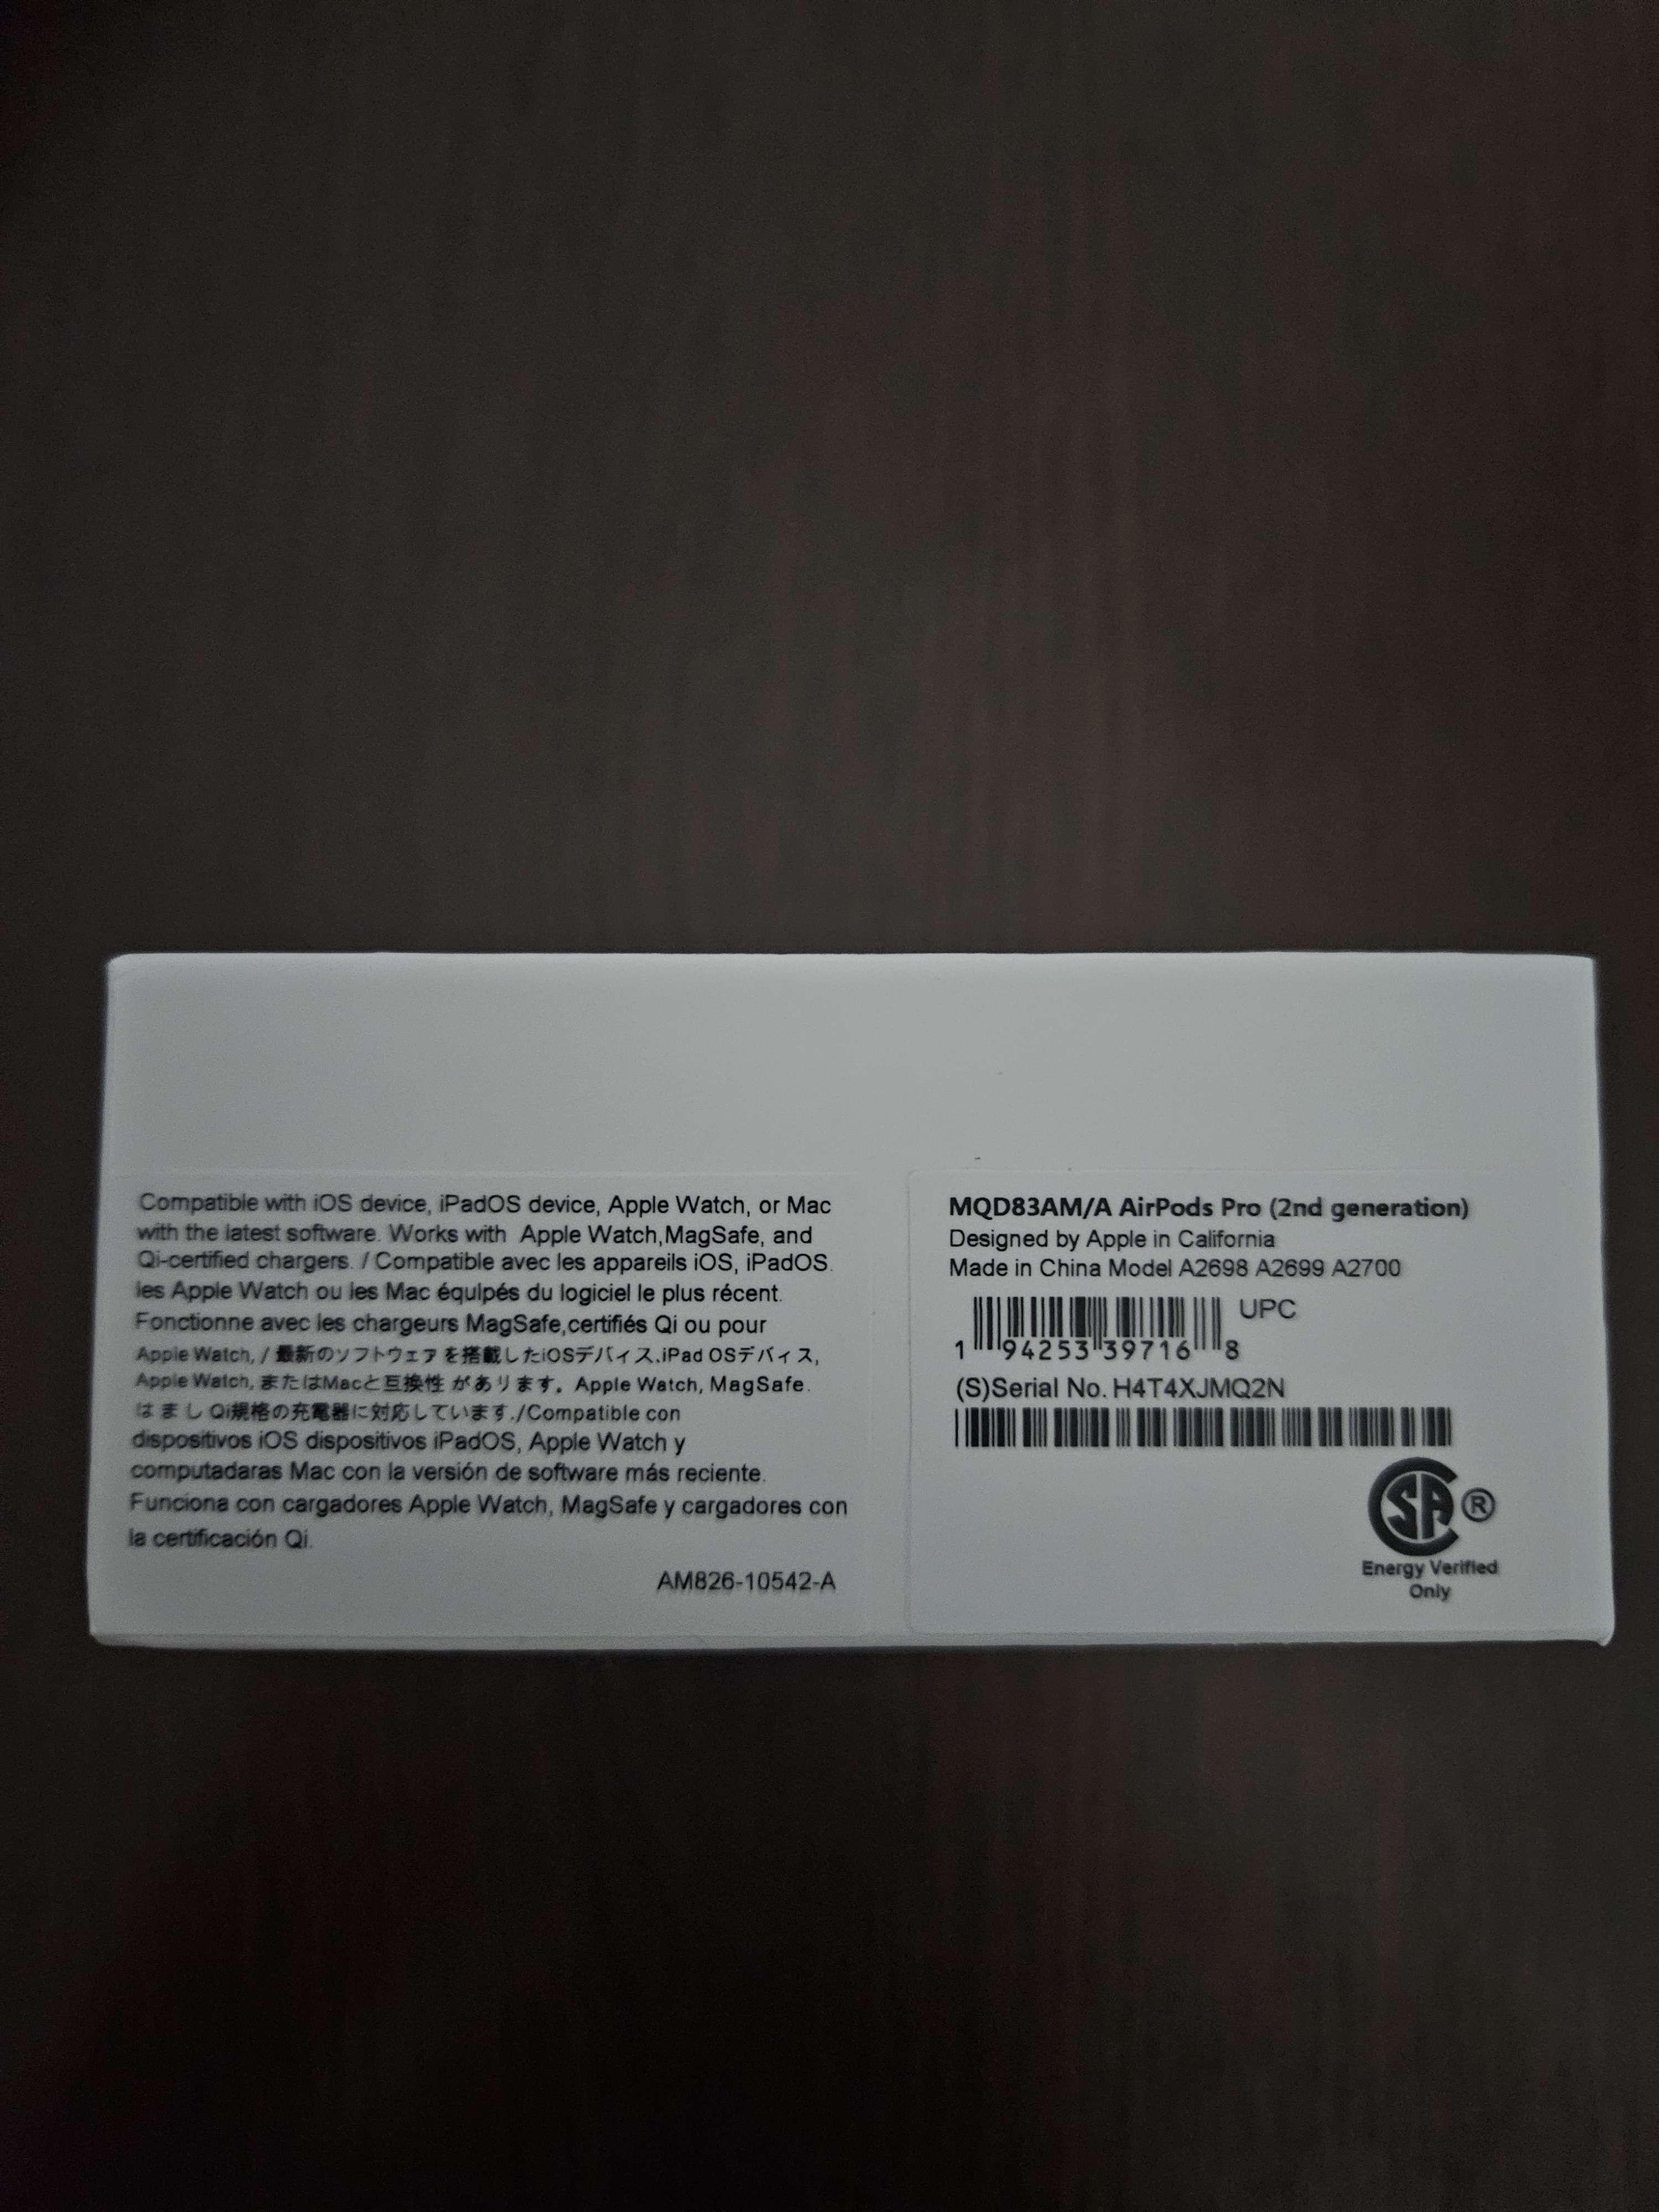 Compatible with iOS device, iPadOS device, Apple Watch, or Mac
with the latest software. Works with Apple Watch,MagSafe, and
Qi-certified chargers. / Compatible avec les appareils iOS, iPadOS.
les Apple Watch ou les Mac équipés du logiciel le plus récent.
Fonctionne avec les chargeurs MagSafe,certifiés Qi ou pour
Apple Watch, / 最新のソフトウェアを搭載したiOSデバイス.iPad OSデバイス,
Apple Watch, またはMacと互換性 があリます。Apple Watch, MagSafe.
は ま し Qi規格の充電器に対応しています./Compatible con
dispositivos iOS dispositivos iPadOS, Apple Watch y
computadaras Mac con la versión de software más reciente.
Funciona con cargadores Apple Watch, MagSafe y cargadores con
la certificación Qi.
AM826-10542-A
MQD83AM/A AirPods Pro (2nd generation)
Designed by Apple in California
Made in China Model A2698 A2699 A2700
UPC
1 94253 39716 8
(S)Serial No. H4T4XJMQ2N
SA ®
Energy Verified
Only